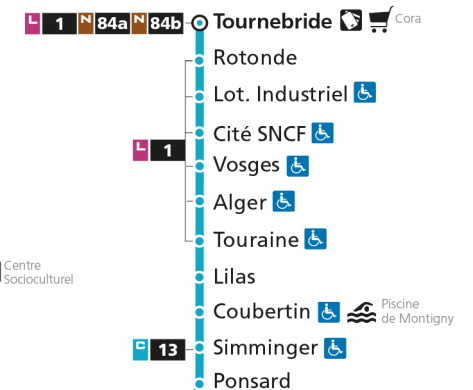 L 1 N 84a N 84b Tournebride Cora
Rotonde
Lot. Industriel
Cité SNCF
L 1
Vosges
Alger
Touraine
Centre
Socioculturel
Lilas
Coubertin
Piscine
de Montigny
C 13 Simminger
Ponsard